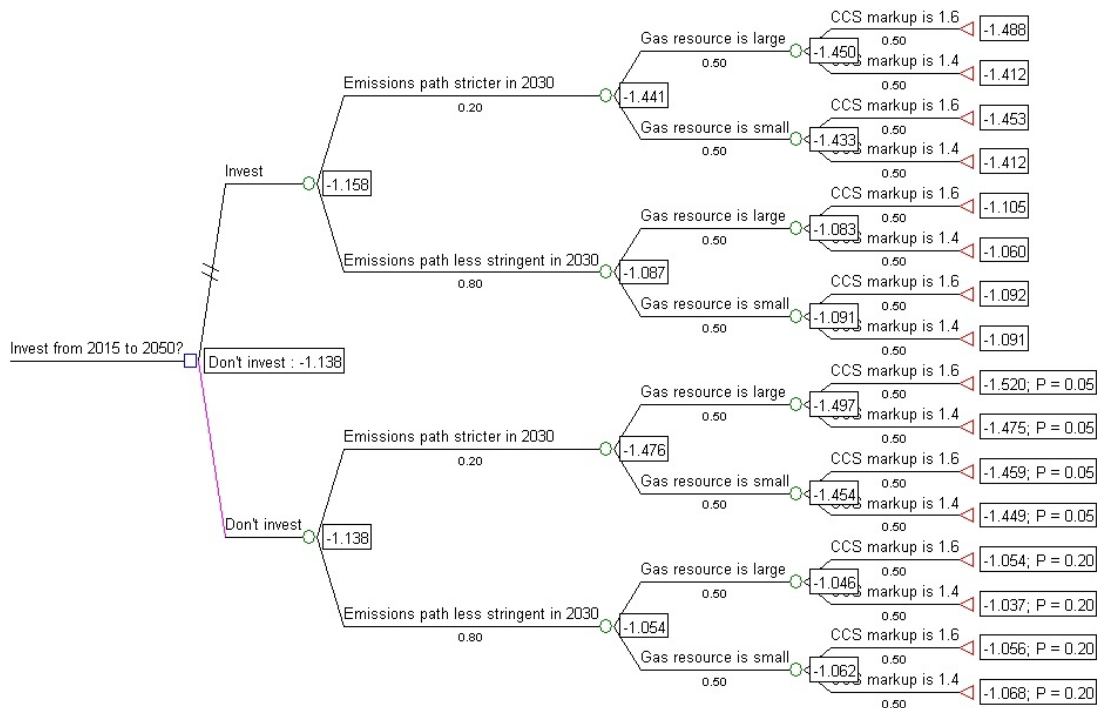 CCS markup is 1.6
0.50
-1.488
Gas resource is large
0.50
-1.450
CCS markup is 1.4
0.50
-1.412
Emissions path stricter in 2030
0.20
-1.441
CCS markup is 1.6
0.50
-1.453
Gas resource is small
0.50
-1.433
CCS markup is 1.4
0.50
-1.412
Invest
-1.158
CCS markup is 1.6
0.50
-1.105
Gas resource is large
0.50
-1.083
CCS markup is 1.4
0.50
-1.060
Emissions path less stringent in 2030
0.80
-1.087
CCS markup is 1.6
0.50
-1.092
Gas resource is small
0.50
-1.091
CCS markup is 1.4
0.50
-1.091
Invest from 2015 to 2050?
Don't invest : -1.138
CCS markup is 1.6
0.50
-1.520; P = 0.05
Gas resource is large
0.50
-1.497
CCS markup is 1.4
0.50
-1.475; P = 0.05
Emissions path stricter in 2030
0.20
-1.476
CCS markup is 1.6
0.50
-1.459; P = 0.05
Gas resource is small
0.50
-1.454
CCS markup is 1.4
0.50
-1.449; P = 0.05
Don't invest
-1.138
CCS markup is 1.6
0.50
-1.054; P = 0.20
Gas resource is large
0.50
-1.046
CCS markup is 1.4
0.50
-1.037; P = 0.20
Emissions path less stringent in 2030
0.80
-1.054
CCS markup is 1.6
0.50
-1.056; P = 0.20
Gas resource is small
0.50
-1.062
CCS markup is 1.4
0.50
-1.068; P = 0.20